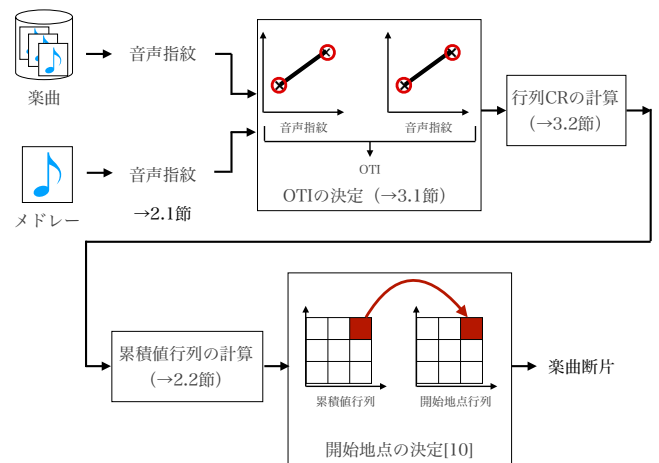 楽曲
音声指紋
メドレー
音声指紋
→2.1節
音声指紋
音声指紋
OTI
OTIの決定（→3.1節）
行列CRの計算
（→3.2節）
累積値行列の計算
（→2.2節）
累積値行列
開始地点行列
開始地点の決定[10]
楽曲断片